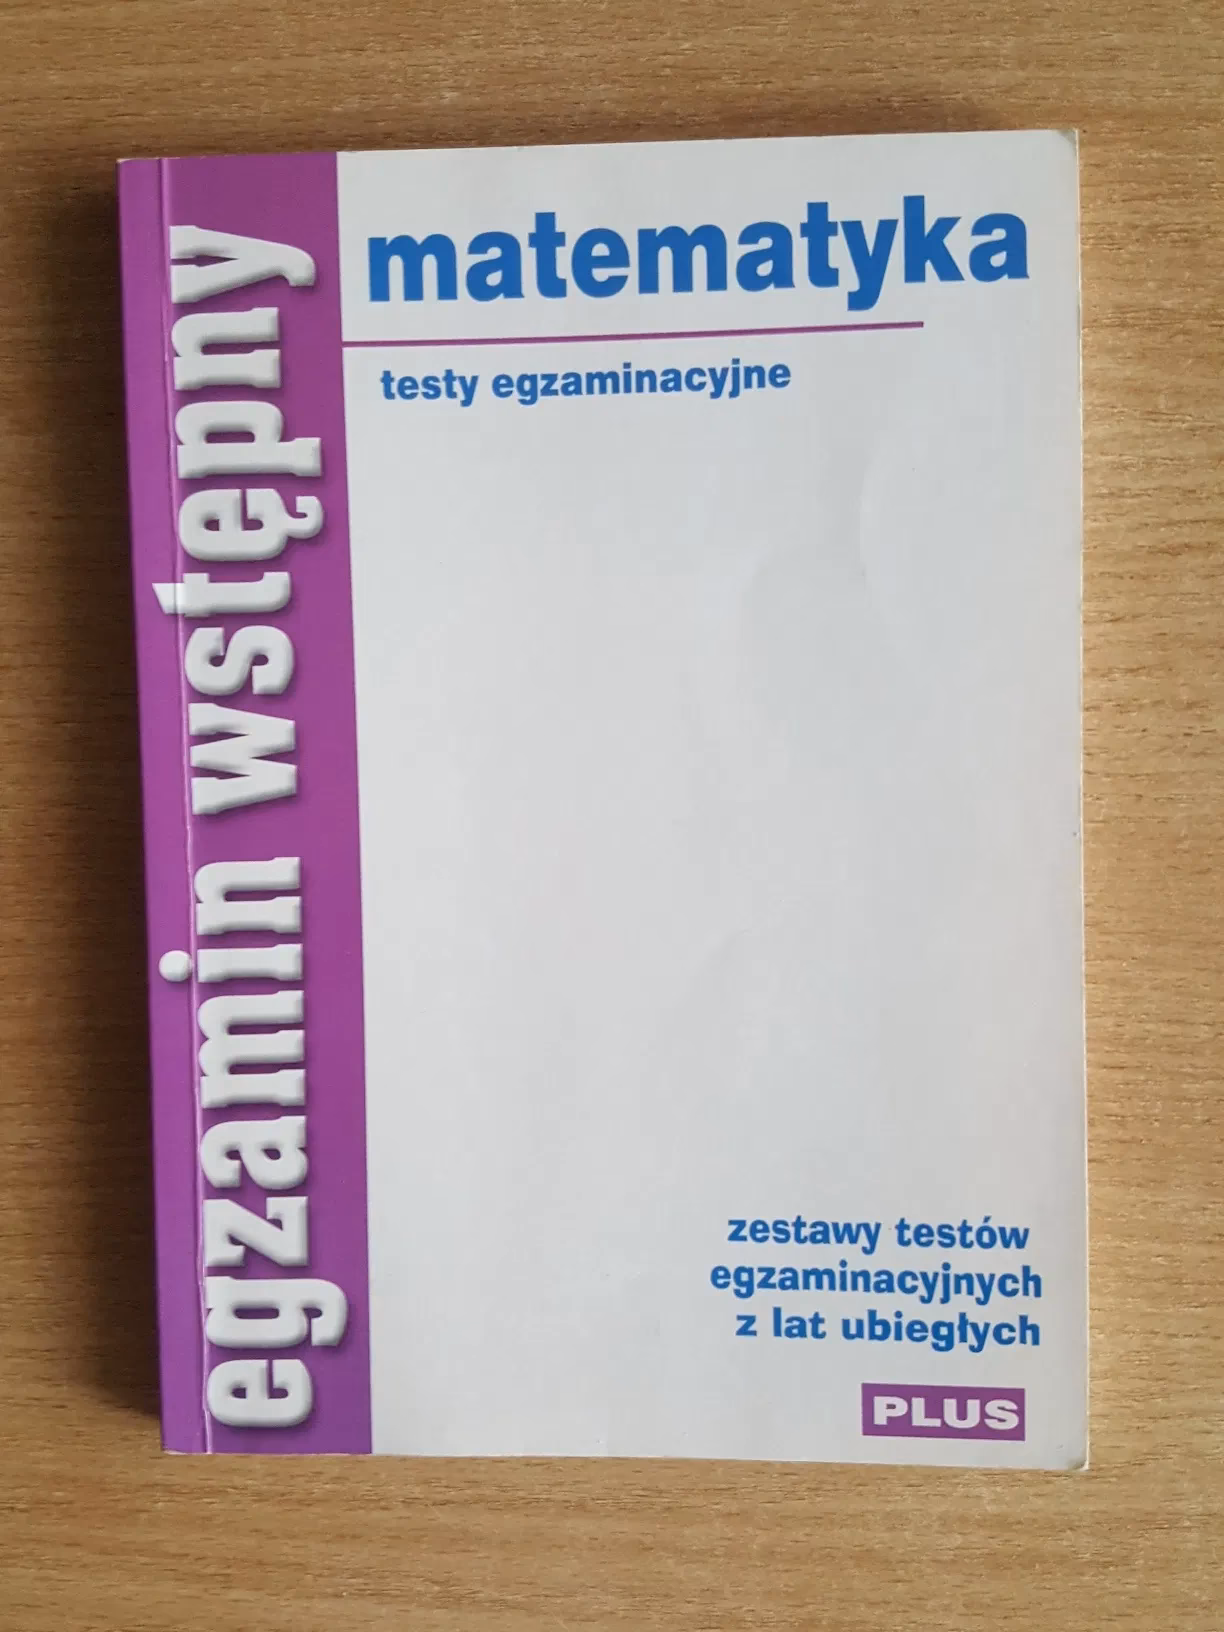 egzamin wstępny
matematyka
testy egzaminacyjne
zestawy testów
egzaminacyjnych
z lat ubiegłych
PLUS